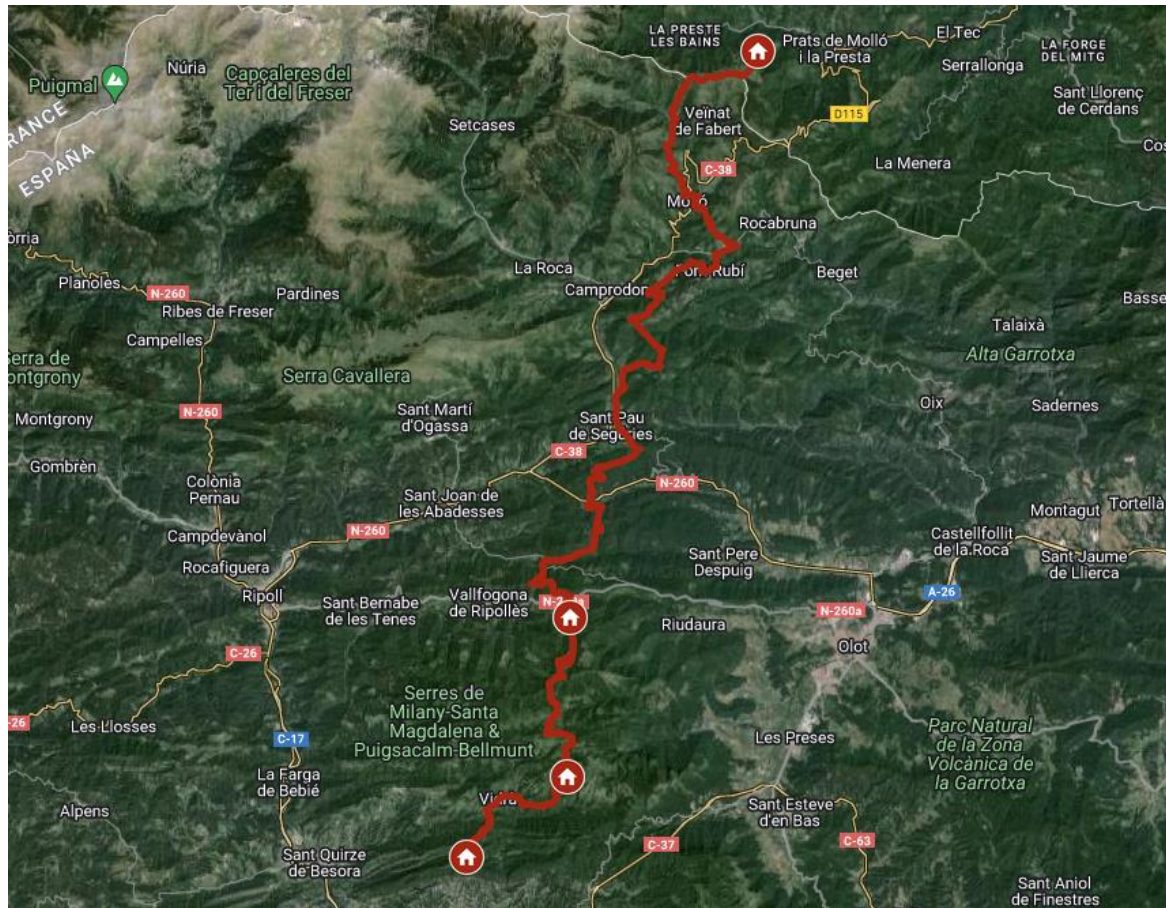 LA PRESTE
LES BAINS
Prats de Molló
i la Presta
El Tec
Serrallonga
LA FORGE
DEL MITG
Sant Llorenç
de Cerdans
Puigmal
Núria
Capçaleres del
Ter i del Freser
Setcases
Veïnat
de Fabert
D115
RANCE
ESPAÑA
C-38
La Menera
Cos
Molló
Rocabruna
òrria
La Roca
Font Rubí
Beget
Planoles
N-260
Pardines
Camprodon
Basse
Ribes de Freser
Campelles
Talaixà
Alta Garrotxa
Serra de
ontgrony
Serra Cavallera
Montgrony
N-260
Sant Martí
d'Ogassa
Sant Pau
de Segúries
Oix
Sadernes
C-38
Gombrèn
Colònia
Pernau
Sant Joan de
les Abadesses
N-260
Montagut
Tortellà
Campdevànol
N-260
Castellfollit
de la Roca
Rocafiguera
Sant Pere
Despuig
Sant Jaume
de Llierca
Ripoll
Sant Bernabe
de les Tenes
Vallfogona
de Ripollès
A-26
N-260a
Riudaura
Olot
C-26
Serres de
Milany-Santa
Magdalena &
Puigsacalm-Bellmunt
-26
Les Llosses
C-17
Les Preses
Parc Natural
de la Zona
Volcànica de
la Garrotxa
La Farga
de Bebié
Vidrà
Alpens
Sant Esteve
d'en Bas
Sant Quirze
de Besora
C-37
C-63
Sant Aniol
de Finestres